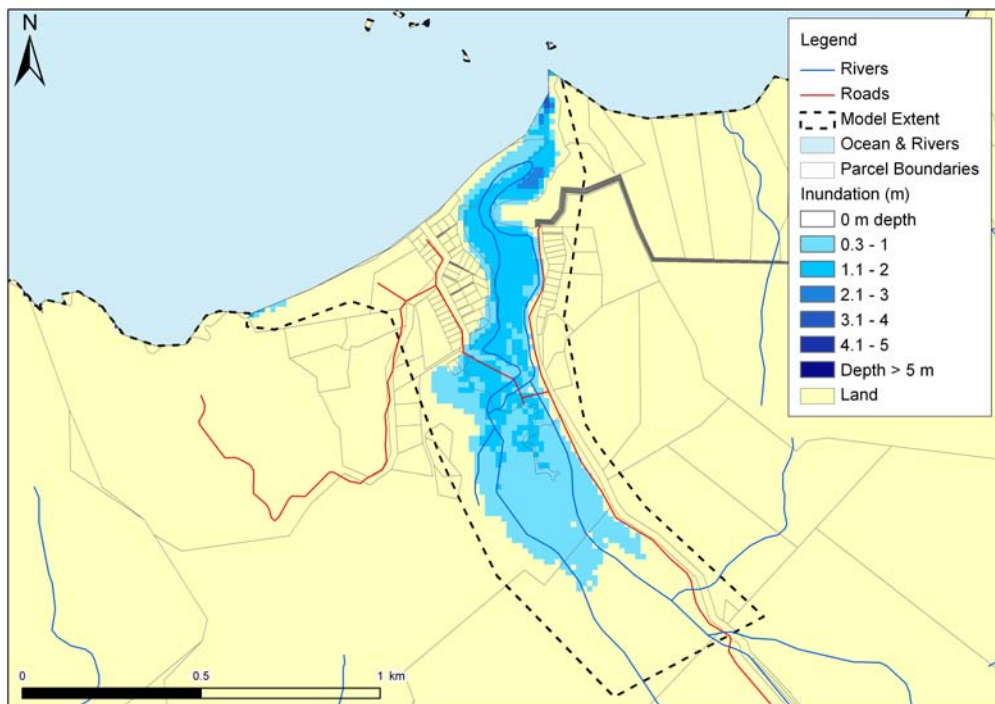 N
Legend
Rivers
Roads
Model Extent
Ocean & Rivers
Parcel Boundaries
Inundation (m)
0 m depth
0.3 - 1
1.1 - 2
2.1 - 3
3.1 - 4
4.1 - 5
Depth > 5 m
Land
0 0.5 1 km